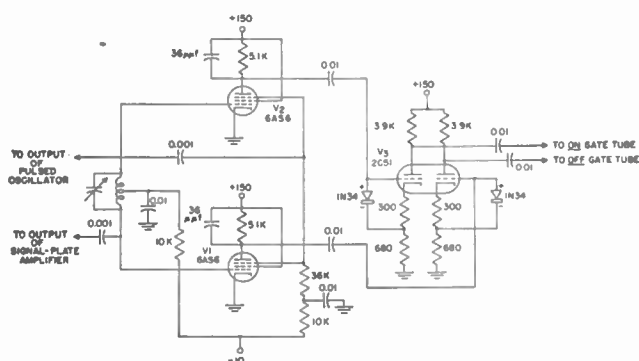 +150
36µµf
5.1K
0.01
V2
6AS6
+150
3.9K
3.9K
0.01
TO ON GATE TUBE
TO OFF GATE TUBE
0.01
V3
2C51
TO OUTPUT
OF
PULSED
OSCILLATOR
0.001
1N34
1N34
300
300
680
680
0.01
TO OUTPUT
OF
SIGNAL-PLATE
AMPLIFIER
0.001
10K
+150
36
µµf
5.1K
0.01
V1
6AS6
36K
0.01
10K